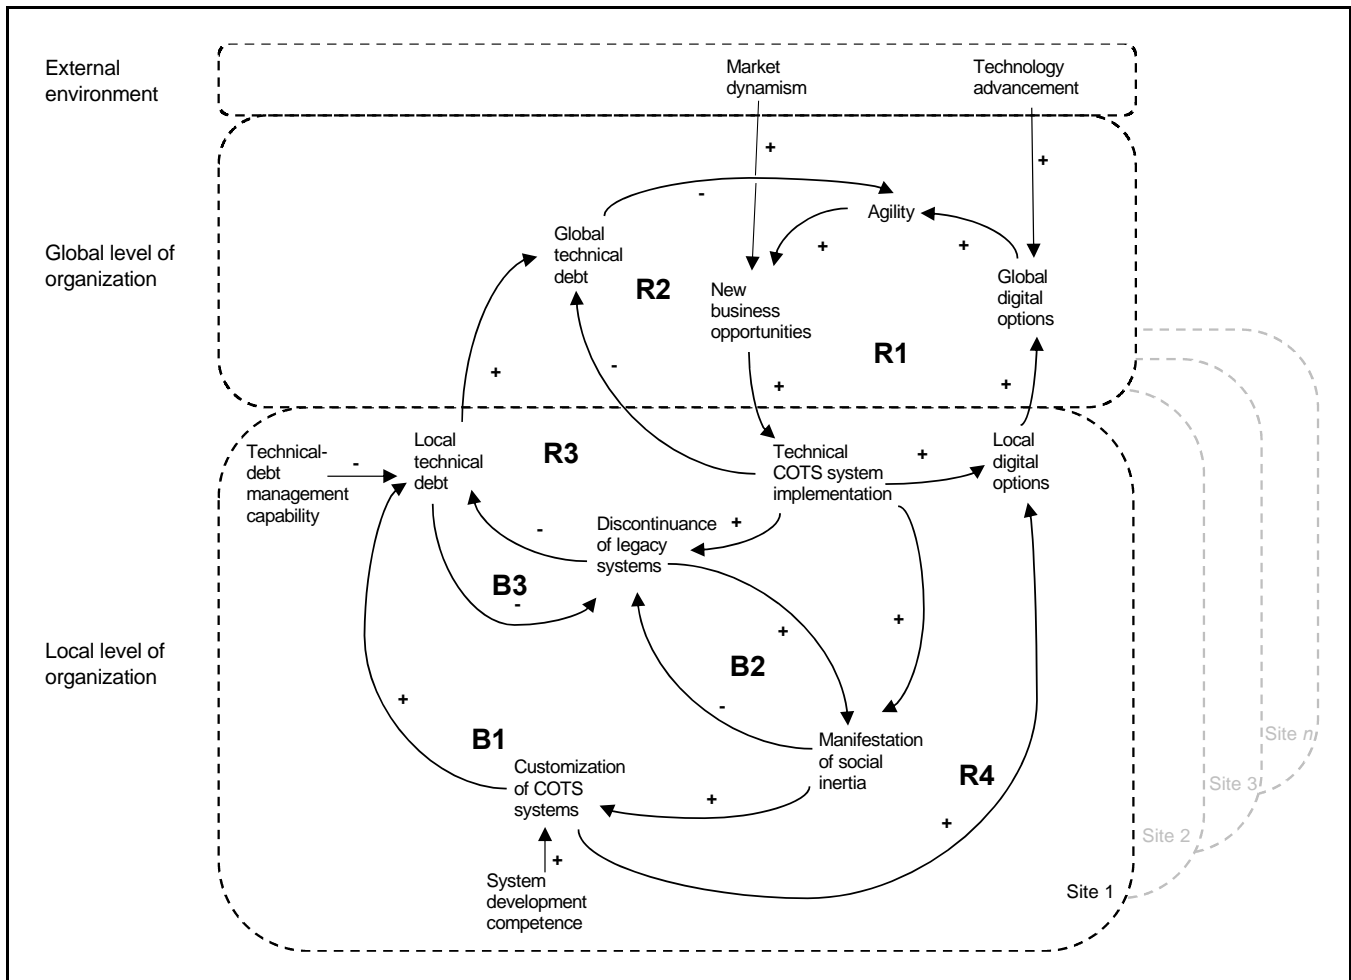 External
environment
Market
dynamism
Technology
advancement
+
+
-
Agility
Global
technical
debt
+
+
Global level of
organization
R2
New
business
opportunities
Global
digital
options
R1
+
-
+
+
Technical-
debt
management
capability
-
Local
technical
debt
R3
Technical
COTS system
implementation
+
Local
digital
options
Discontinuance
of legacy
systems
+
-
B3
-
+
+
Local level of
organization
B2
-
+
B1
Manifestation
of social
inertia
R4
Customization
of COTS
systems
+
+
+
System
development
competence
Site 1
Site 2
Site 3
Site n